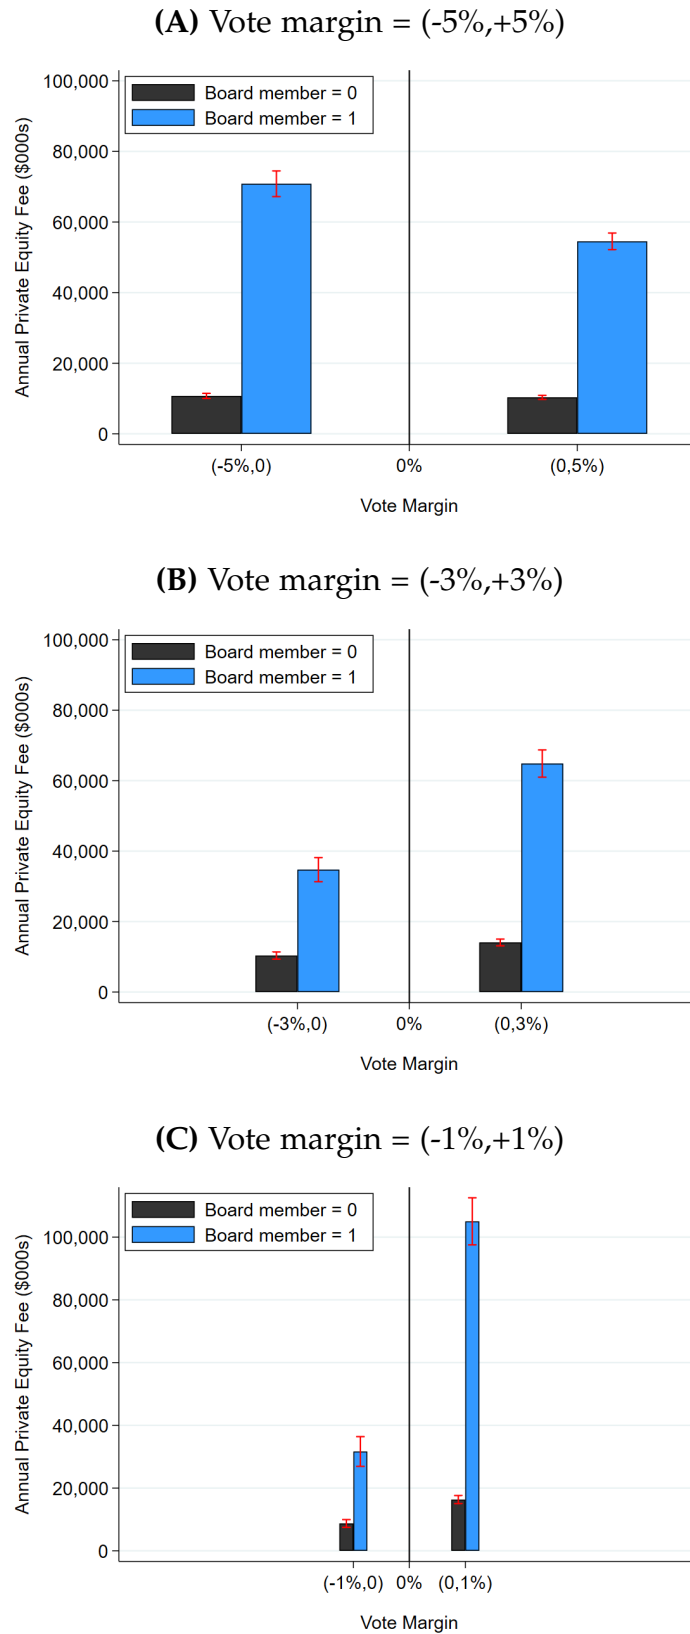 (A) Vote margin = (-5%,+5%)
Annual Private Equity Fee ($000s)
100,000
80,000
60,000
40,000
20,000
0
Board member = 0
Board member = 1
(-5%,0) 0% (0,5%)
Vote Margin
(B) Vote margin = (-3%,+3%)
Annual Private Equity Fee ($000s)
100,000
80,000
60,000
40,000
20,000
0
Board member = 0
Board member = 1
(-3%,0) 0% (0,3%)
Vote Margin
(C) Vote margin = (-1%,+1%)
Annual Private Equity Fee ($000s)
100,000
80,000
60,000
40,000
20,000
0
Board member = 0
Board member = 1
(-1%,0) 0% (0,1%)
Vote Margin